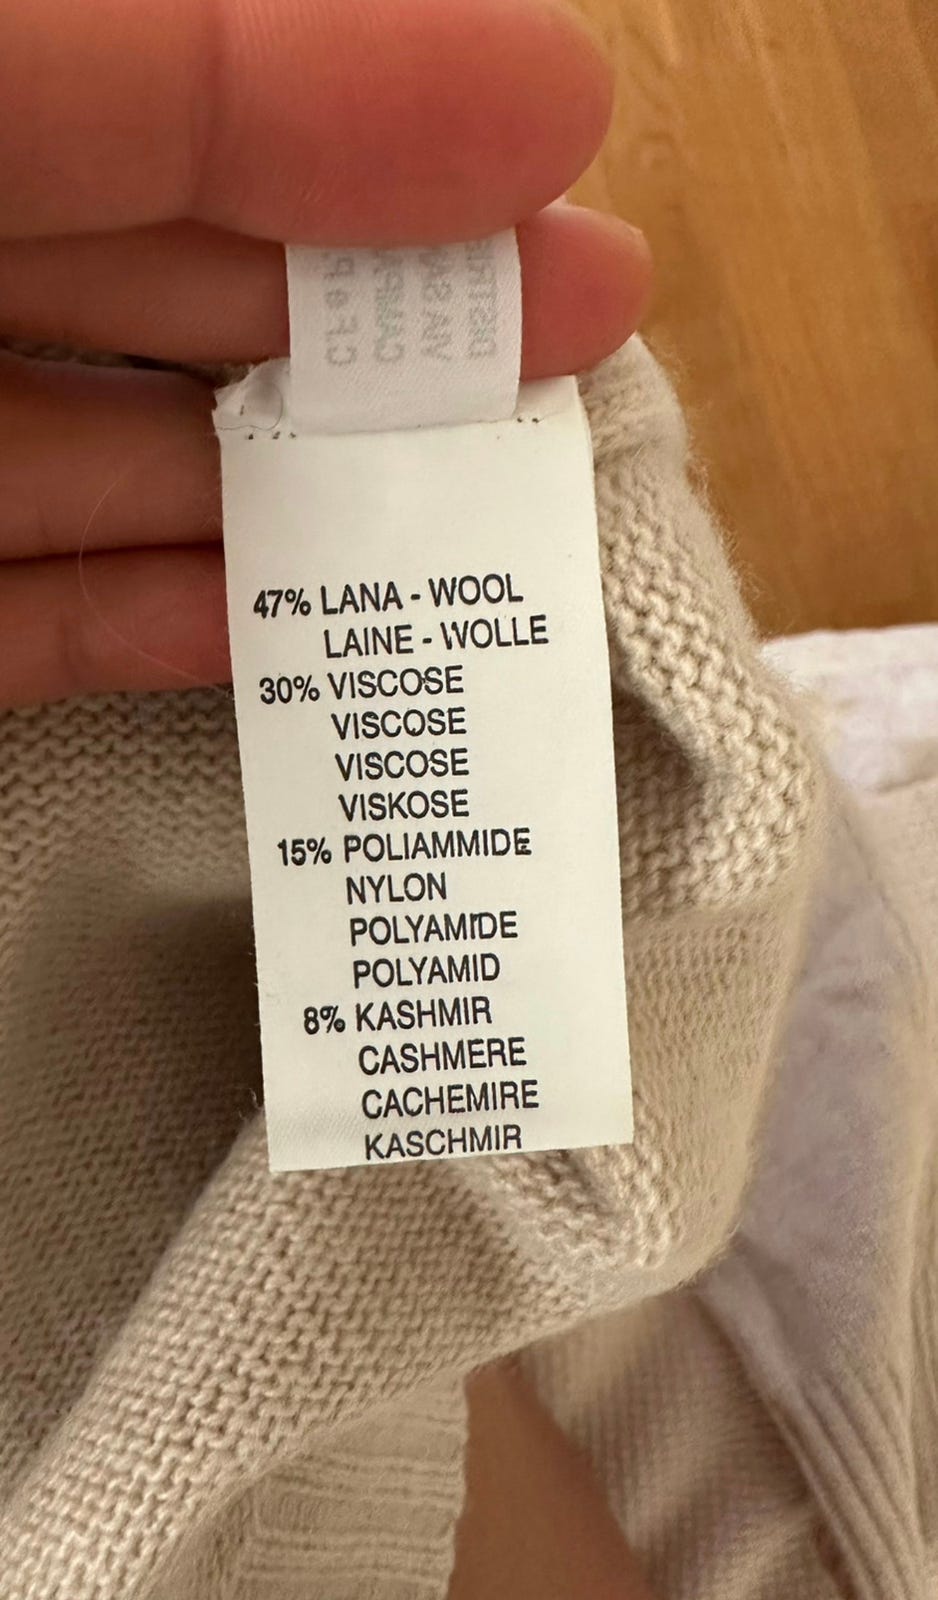 47% LANA - WOOL
LAINE - WOLLE
30% VISCOSE
VISCOSE
VISCOSE
VISKOSE
15% POLIAMMIDE
NYLON
POLYAMIDE
POLYAMID
8% KASHMIR
CASHMERE
CACHEMIRE
KASCHMIR